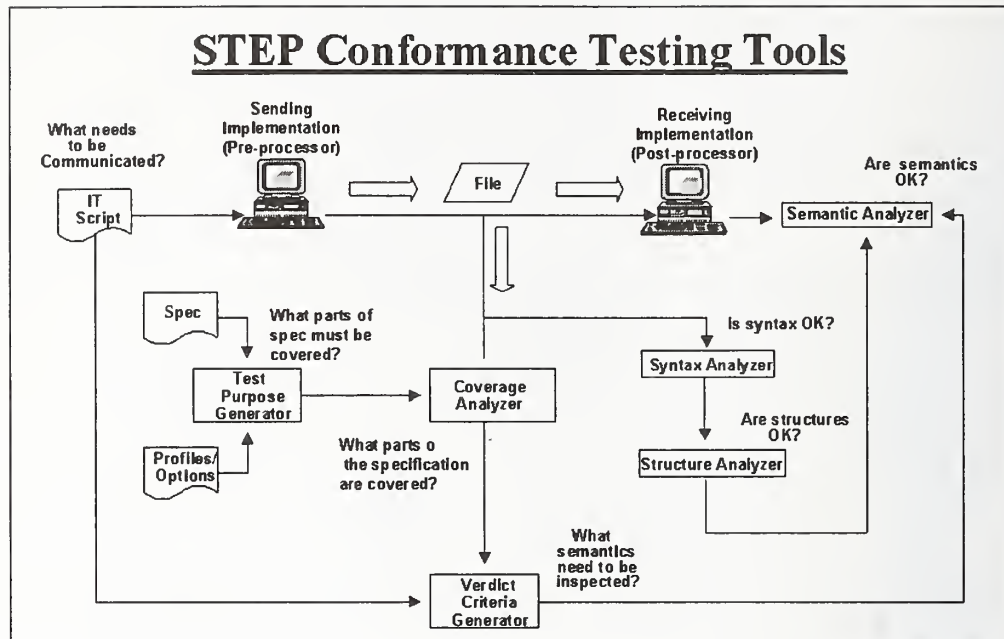 STEP Conformance Testing Tools
What needs
to be
Communicated?
Sending
Implementation
(Pre-processor)
Receiving
Implementation
(Post-processor)
Are semantics
OK?
IT
Script
File
Semantic Analyzer
Spec
What parts of
spec must be
covered?
Is syntax OK?
Test
Purpose
Generator
Coverage
Analyzer
Syntax Analyzer
Profiles/
Options
What parts o
the specification
are covered?
Are structures
OK?
Structure Analyzer
What
semantics
need to be
inspected?
Verdict
Criteria
Generator